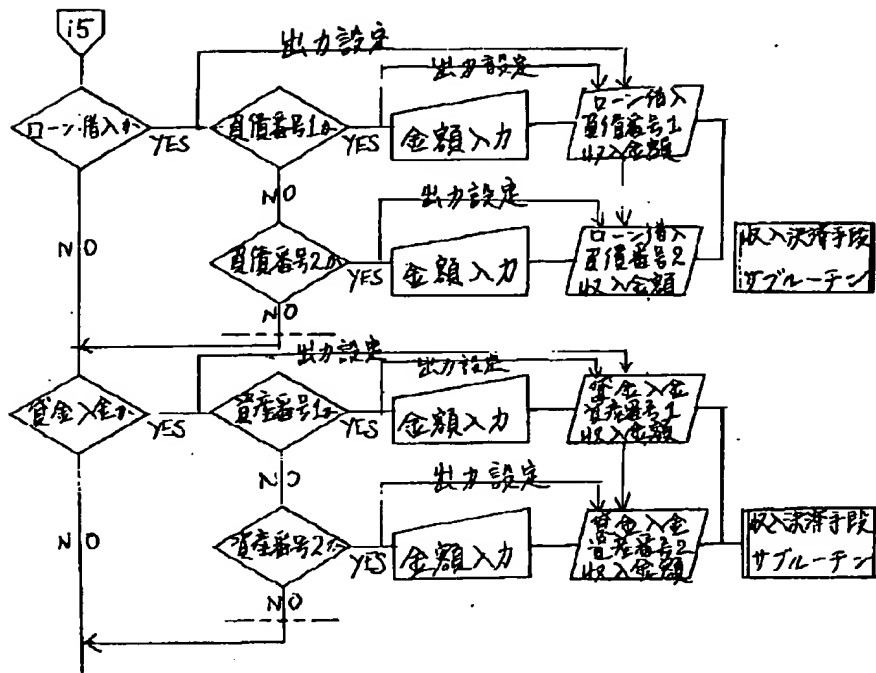 i5
出力設定
出力設定
ローン借入か
YES
負債番号1か
YES
金額入力
ローン借入
負債番号1
収入金額
NO
NO
出力設定
負債番号2か
YES
金額入力
ローン借入
負債番号2
収入金額
収入決済手段
サブルーチン
NO
出力設定
出力設定
貸金入金か
YES
資産番号1か
YES
金額入力
貸金入金
資産番号1
収入金額
NO
NO
出力設定
資産番号2か
YES
金額入力
貸金入金
資産番号2
収入金額
収入決済手段
サブルーチン
NO